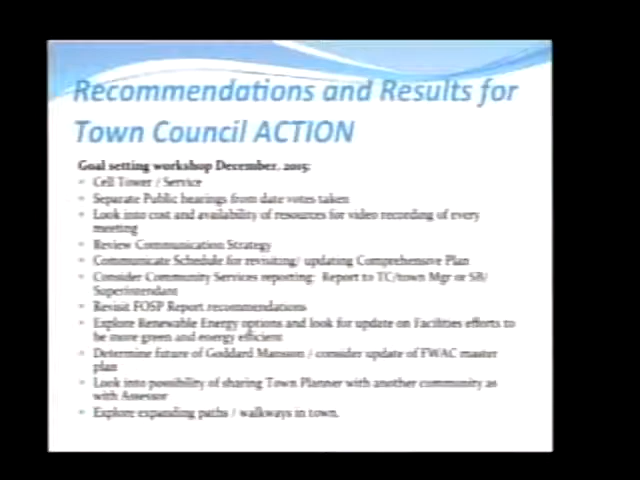 Recommendations and Results for
Town Council ACTION
Goal setting workshop December, 2015:
• Cell Tower / Service
• Separate Public hearings from date votes taken
• Look into cost and availability of resources for video recording of every
meeting
• Review Communication Strategy
• Communicate Schedule for revisiting/ updating Comprehensive Plan
• Consider Community Services reporting: Report to TC/town Mgr or SB/
Superintendant
• Revisit FOSP Report recommendations
• Explore Renewable Energy options and look for update on Facilities efforts to
be more green and energy efficient
• Determine future of Goddard Mansion / consider update of FWAC master
plan
• Look into possibility of sharing Town Planner with another community as
with Assessor
• Explore expanding paths / walkways in town.